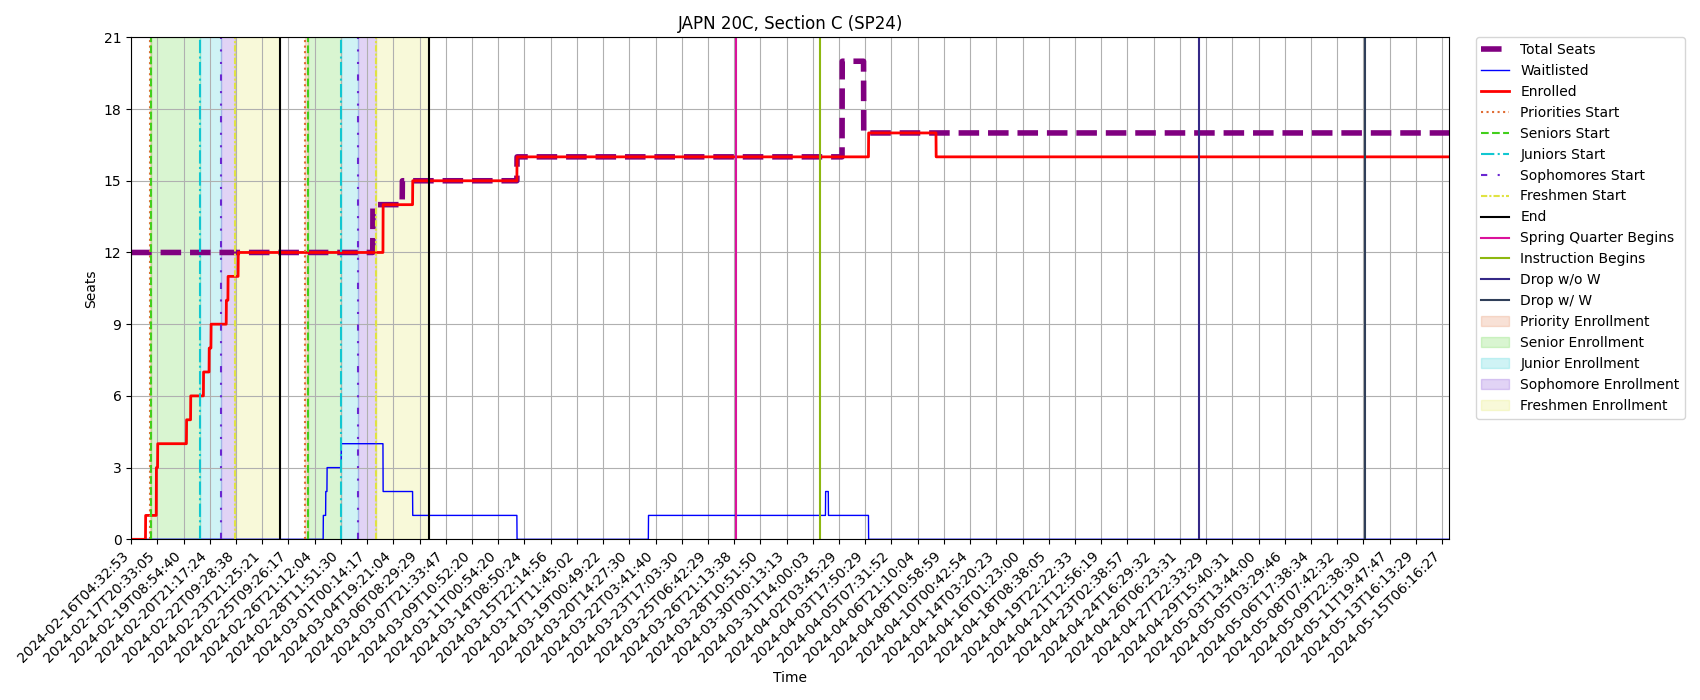 JAPN 20C, Section C (SP24)
Seats
21
18
15
12
9
6
3
0
2024-02-16T04:32:53
2024-02-17T20:33:05
2024-02-19T08:54:40
2024-02-20T21:17:24
2024-02-22T09:28:38
2024-02-23T21:25:21
2024-02-25T09:26:17
2024-02-26T21:12:04
2024-02-28T11:51:30
2024-03-01T00:14:17
2024-03-04T19:21:04
2024-03-06T08:29:29
2024-03-07T21:33:47
2024-03-11T10:52:20
2024-03-11T00:54:20
2024-03-14T08:50:24
2024-03-15T22:14:56
2024-03-17T11:45:02
2024-03-19T00:49:22
2024-03-20T14:27:30
2024-03-22T03:41:40
2024-03-23T17:03:30
2024-03-25T06:42:29
2024-03-26T21:13:38
2024-03-28T10:51:50
2024-03-30T00:13:13
2024-03-31T14:00:03
2024-04-02T03:45:29
2024-04-03T17:50:29
2024-04-05T07:31:52
2024-04-06T21:10:04
2024-04-08T10:58:59
2024-04-10T00:42:54
2024-04-14T03:20:23
2024-04-16T01:23:00
2024-04-18T08:38:05
2024-04-19T22:22:33
2024-04-21T12:56:19
2024-04-23T02:38:57
2024-04-24T16:29:32
2024-04-26T06:23:31
2024-04-27T22:33:29
2024-04-29T15:40:31
2024-05-03T13:44:00
2024-05-05T03:29:46
2024-05-06T17:38:34
2024-05-08T07:42:32
2024-05-09T22:38:30
2024-05-11T19:47:47
2024-05-13T16:13:29
2024-05-15T06:16:27
Time
Total Seats
Waitlisted
Enrolled
Priorities Start
Seniors Start
Juniors Start
Sophomores Start
Freshmen Start
End
Spring Quarter Begins
Instruction Begins
Drop w/o W
Drop w/ W
Priority Enrollment
Senior Enrollment
Junior Enrollment
Sophomore Enrollment
Freshmen Enrollment